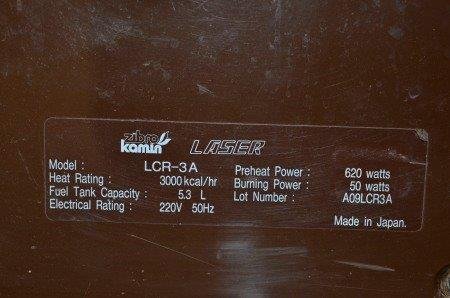 zibro kamin LASER
Model : LCR-3A
Heat Rating : 3000 kcal/hr
Fuel Tank Capacity : 5.3 L
Electrical Rating : 220V 50Hz
Preheat Power : 620 watts
Burning Power : 50 watts
Lot Number : A09LCR3A
Made in Japan.